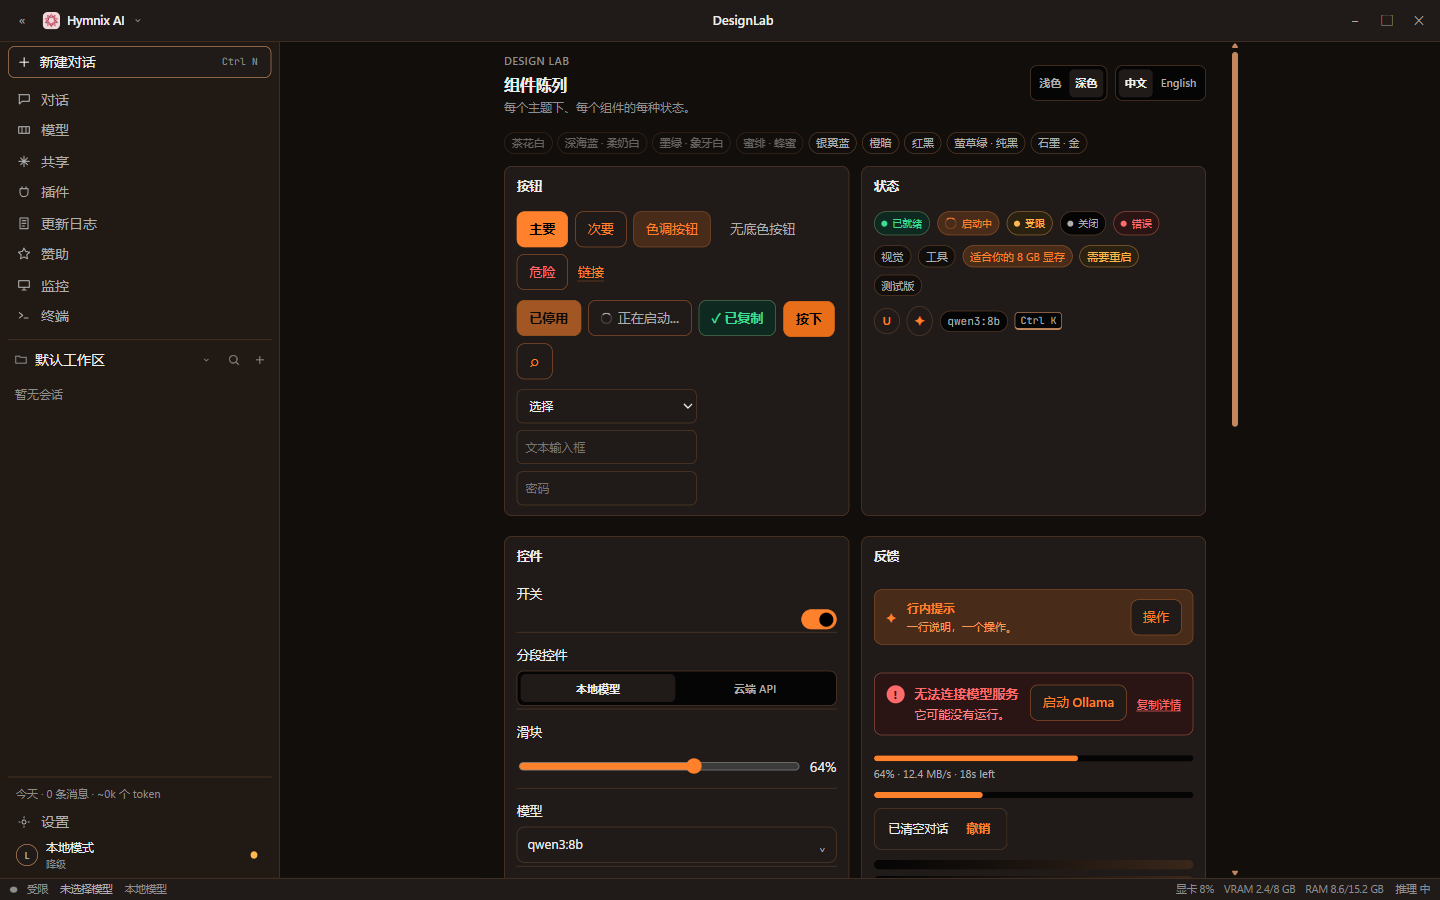 Hymnix AI
DesignLab
新建对话 Ctrl N
对话
模型
共享
插件
更新日志
赞助
监控
终端
默认工作区
暂无会话
今天 · 0 条消息 · ~0k 个 token
设置
L
本地模式
降级
DESIGN LAB
组件陈列
每个主题下、每个组件的每种状态。
浅色 深色 中文 English
茶花白 深海蓝 · 柔奶白 墨绿 · 象牙白 蜜绯 · 蜂蜜 银翼蓝 橙暗 红黑 萤草绿 · 纯黑 石墨 · 金
按钮
主要 次要 色调按钮 无底色按钮
危险 链接
已停用 正在启动... ✓ 已复制 按下
选择
文本输入框
密码
状态
已就绪 启动中 受限 关闭 错误
视觉 工具 适合你的 8 GB 显存 需要重启
测试版
U qwen3:8b Ctrl K
控件
开关
分段控件
本地模型 云端 API
滑块
64%
模型
qwen3:8b
反馈
行内提示
一行说明，一个操作。
操作
无法连接模型服务
它可能没有运行。
启动 Ollama 复制详情
64% · 12.4 MB/s · 18s left
已清空对话 撤销
受限 未选择模型 本地模型
显卡 8% VRAM 2.4/8 GB RAM 8.6/15.2 GB 推理 中